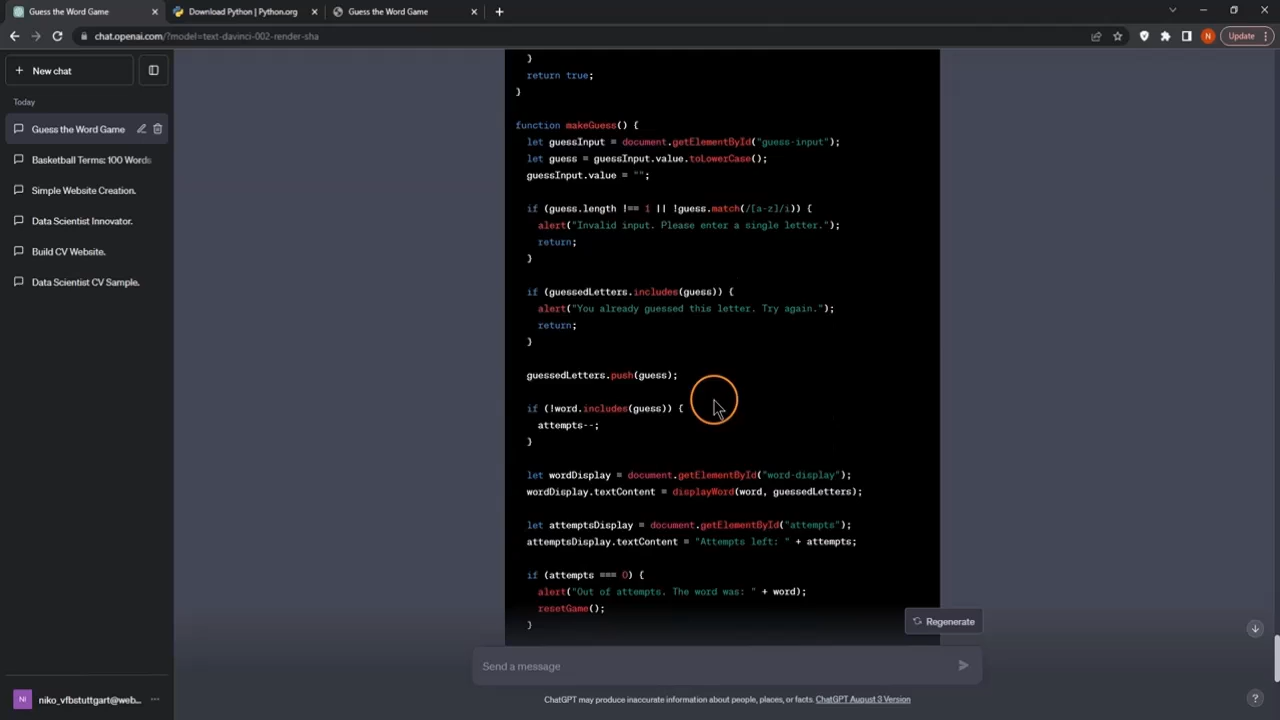 Guess the Word Game
Download Python | Python.org
Guess the Word Game
chat.openai.com/?model=text-davinci-002-render-sha
Update
New chat
Today
Guess the Word Game
Basketball Terms: 100 Words
Simple Website Creation.
Data Scientist Innovator.
Build CV Website.
Data Scientist CV Sample.
}
return true;
}
function makeGuess() {
let guessInput = document.getElementById("guess-input");
let guess = guessInput.value.toLowerCase();
guessInput.value = "";
if (guess.length !== 1 || !guess.match(/[a-z]/i)) {
alert("Invalid input. Please enter a single letter.");
return;
}
if (guessedLetters.includes(guess)) {
alert("You already guessed this letter. Try again.");
return;
}
guessedLetters.push(guess);
if (!word.includes(guess)) {
attempts--;
}
let wordDisplay = document.getElementById("word-display");
wordDisplay.textContent = displayWord(word, guessedLetters);
let attemptsDisplay = document.getElementById("attempts");
attemptsDisplay.textContent = "Attempts left: " + attempts;
if (attempts === 0) {
alert("Out of attempts. The word was: " + word);
resetGame();
}
Regenerate
Send a message
NI niko_vfbstuttgart@web...
ChatGPT may produce inaccurate information about people, places, or facts. ChatGPT August 3 Version